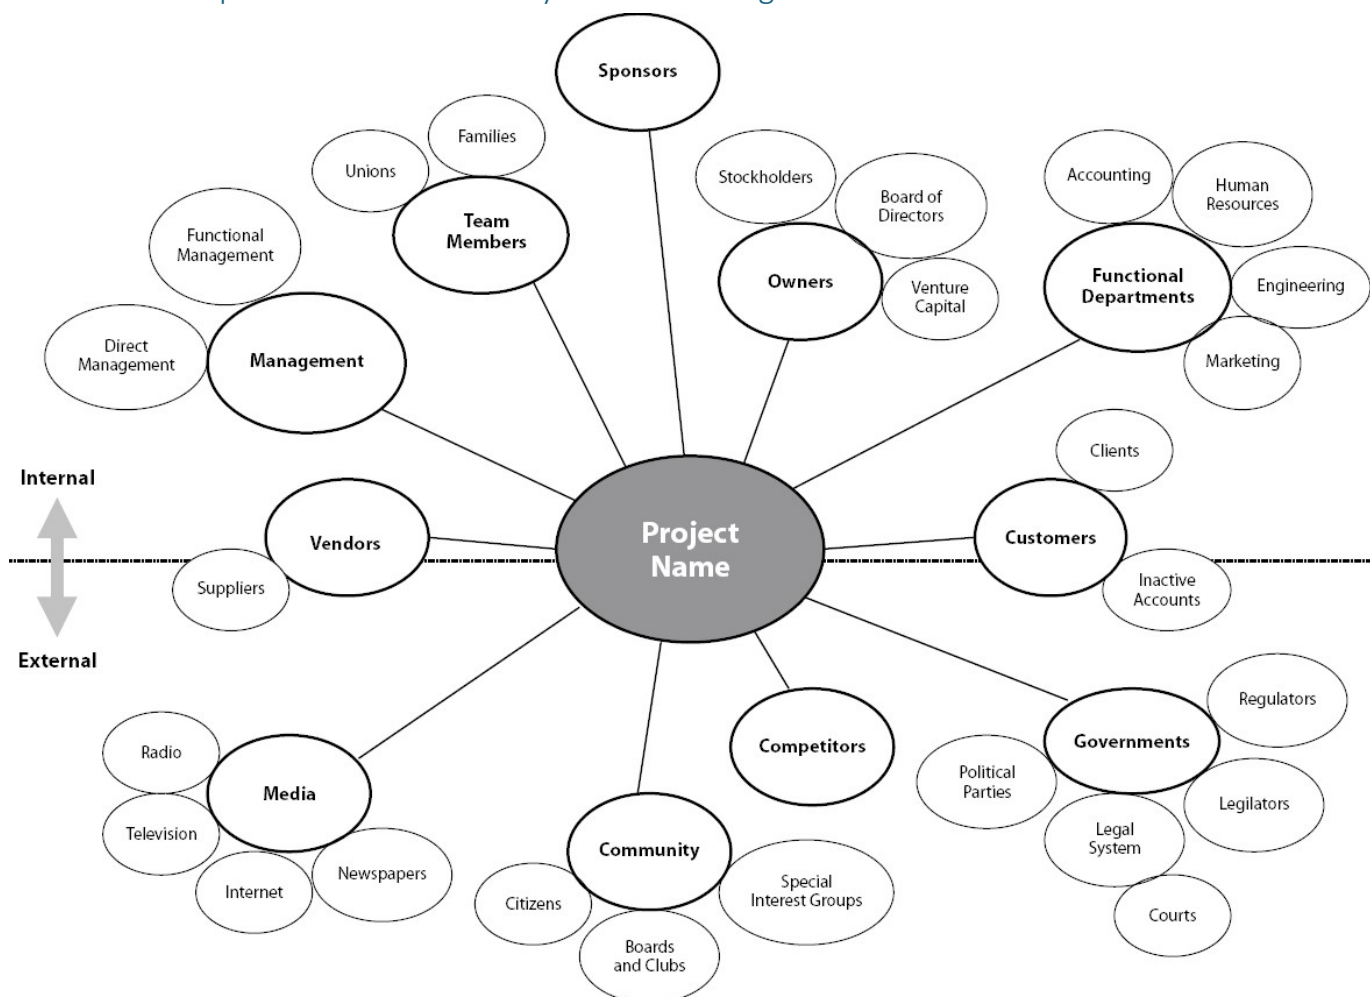 Sponsors
Families
Unions
Team
Members
Stockholders
Board of
Directors
Owners
Venture
Capital
Accounting
Human
Resources
Functional
Departments
Engineering
Marketing
Functional
Management
Direct
Management
Management
Clients
Internal
Vendors
Project
Name
Customers
Suppliers
Inactive
Accounts
External
Regulators
Radio
Media
Television
Internet
Newspapers
Community
Citizens
Boards
and Clubs
Special
Interest Groups
Competitors
Governments
Political
Parties
Legilators
Legal
System
Courts